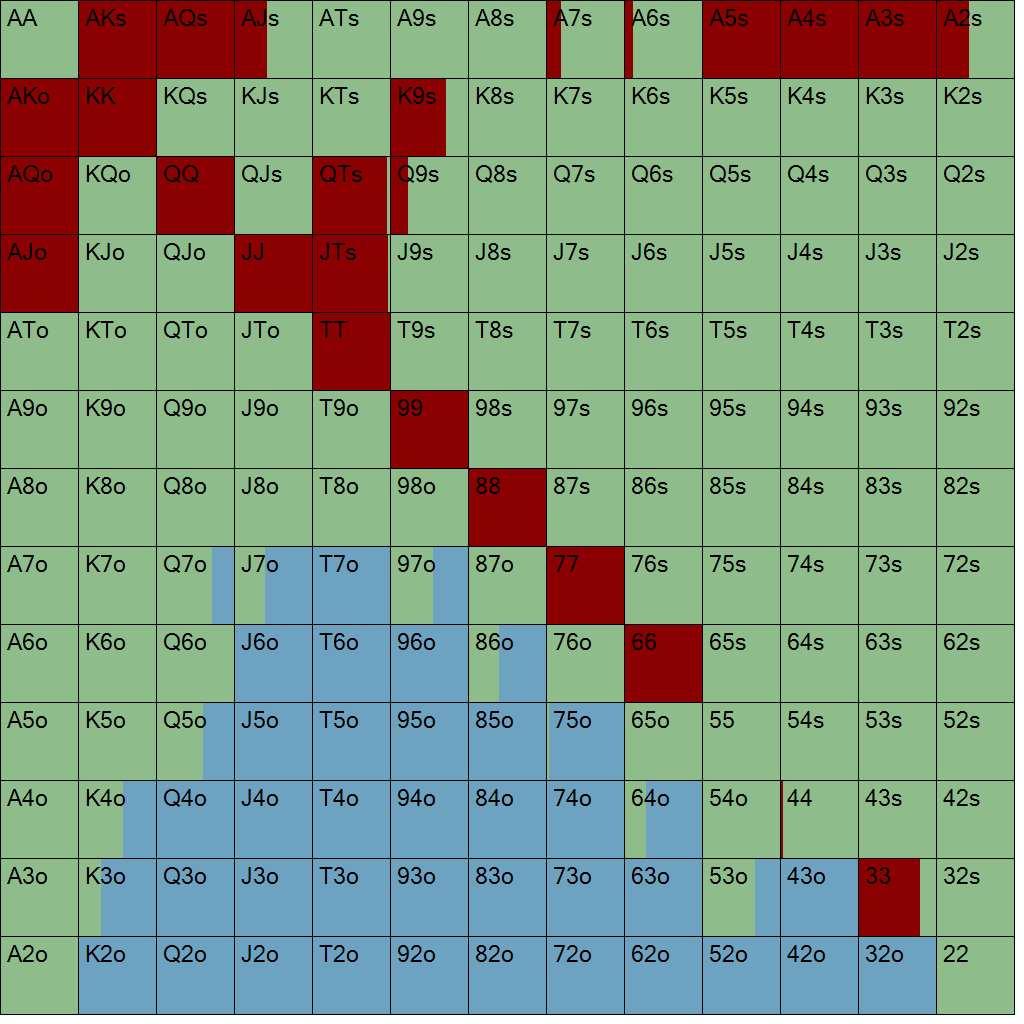 AA AKs AQs AJs ATs A9s A8s A7s A6s A5s A4s A3s A2s
AKo KK KQs KJs KTs K9s K8s K7s K6s K5s K4s K3s K2s
AQo KQo QQ QJs QTs Q9s Q8s Q7s Q6s Q5s Q4s Q3s Q2s
AJo KJo QJo JJ JTs J9s J8s J7s J6s J5s J4s J3s J2s
ATo KTo QTo JTo TT T9s T8s T7s T6s T5s T4s T3s T2s
A9o K9o Q9o J9o T9o 99 98s 97s 96s 95s 94s 93s 92s
A8o K8o Q8o J8o T8o 98o 88 87s 86s 85s 84s 83s 82s
A7o K7o Q7o J7o T7o 97o 87o 77 76s 75s 74s 73s 72s
A6o K6o Q6o J6o T6o 96o 86o 76o 66 65s 64s 63s 62s
A5o K5o Q5o J5o T5o 95o 85o 75o 65o 55 54s 53s 52s
A4o K4o Q4o J4o T4o 94o 84o 74o 64o 54o 44 43s 42s
A3o K3o Q3o J3o T3o 93o 83o 73o 63o 53o 43o 33 32s
A2o K2o Q2o J2o T2o 92o 82o 72o 62o 52o 42o 32o 22